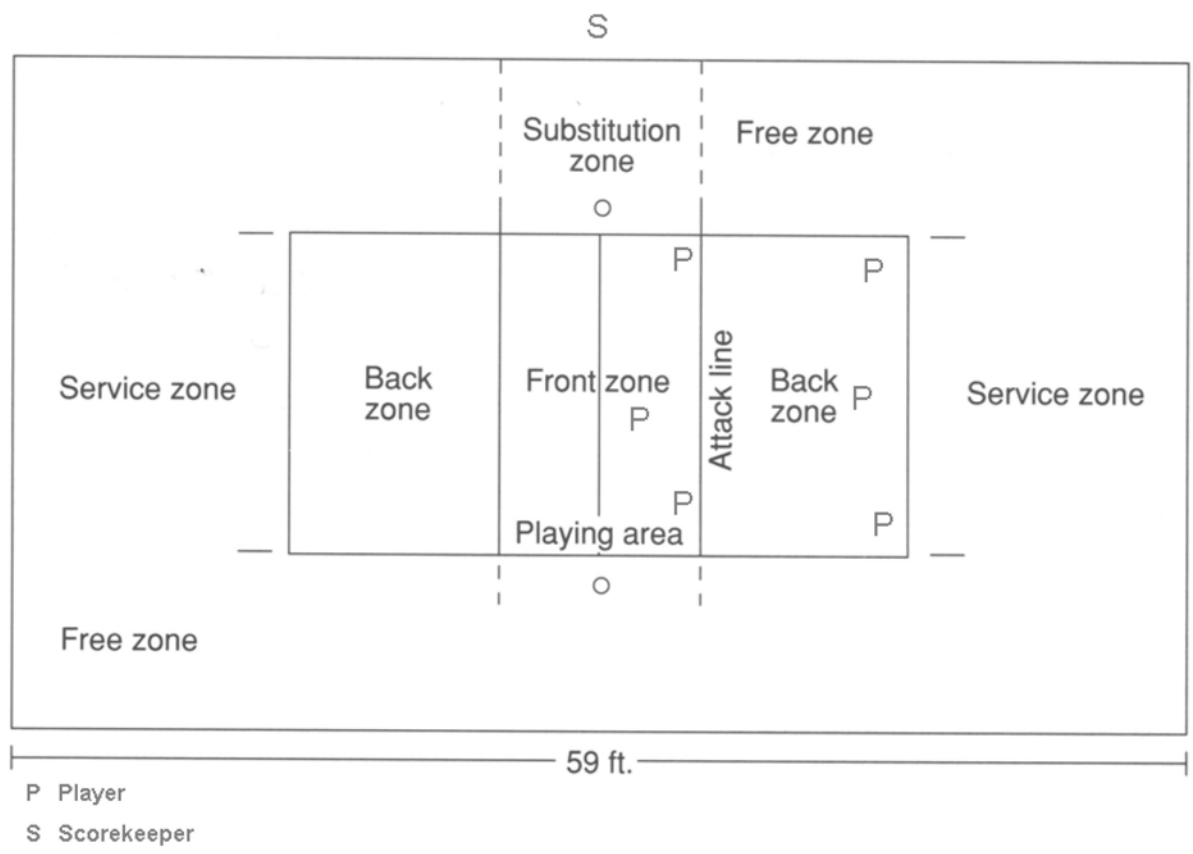 S
Substitution
zone
Free zone
O
P
P
Service zone
Back
zone
Front zone
P
Attack line
Back
zone
P
Service zone
P
P
Playing area
O
Free zone
59 ft.
P Player
S Scorekeeper